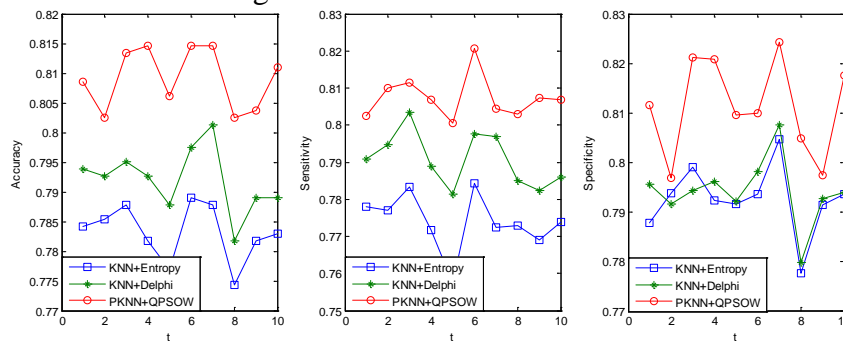 0.82
0.815
0.81
0.805
0.8
0.795
0.79
0.785
0.78
0.775
0.77
Accuracy
KNN+Entropy
KNN+Delphi
PKNN+QPSOW
0 2 4 6 8 10
t
0.83
0.82
0.81
0.8
0.79
0.78
0.77
0.76
0.75
Sensitivity
KNN+Entropy
KNN+Delphi
PKNN+QPSOW
0 2 4 6 8 10
t
0.83
0.82
0.81
0.8
0.79
0.78
0.77
Specificity
KNN+Entropy
KNN+Delphi
PKNN+QPSOW
0 2 4 6 8
t